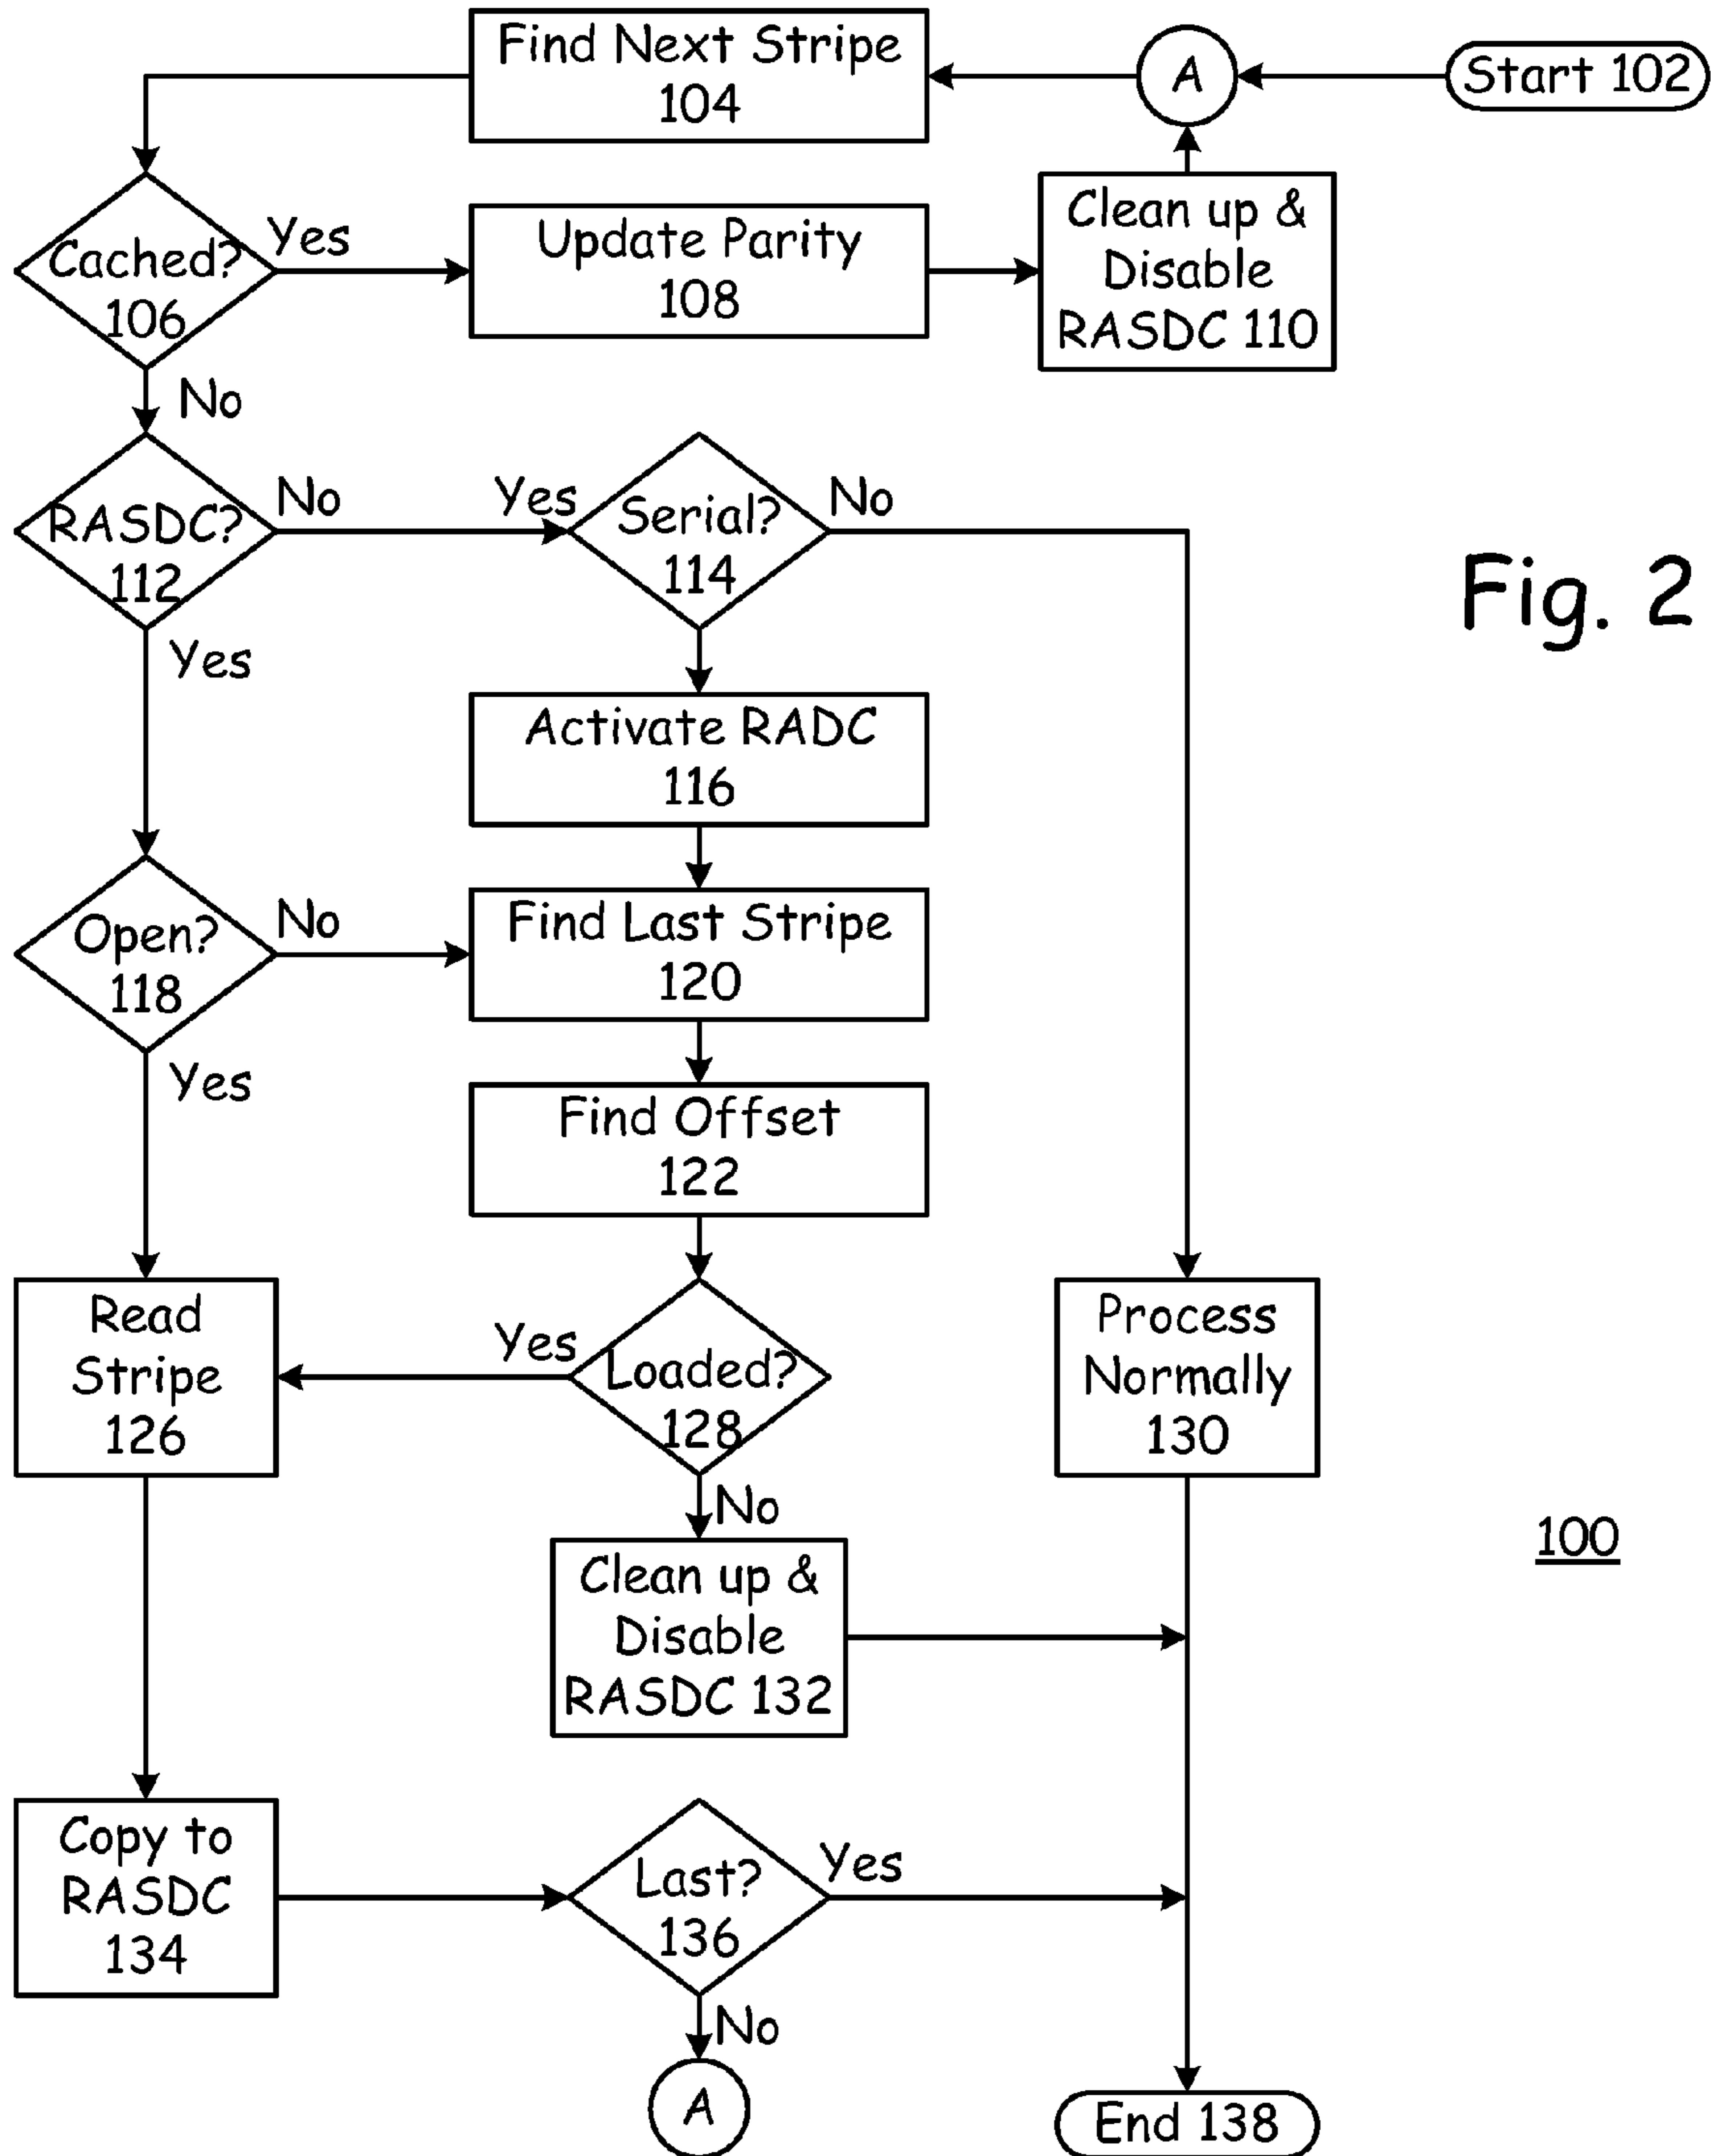 Find Next Stripe
104
A
Start 102
Cached?
106
Yes
Update Parity
108
Clean up &
Disable
RASDC 110
No
RASDC?
112
No
Yes
Serial?
114
No
Fig. 2
Yes
Activate RADC
116
Open?
118
No
Find Last Stripe
120
Yes
Find Offset
122
Read
Stripe
126
Yes
Loaded?
128
Process
Normally
130
No
100
Clean up &
Disable
RASDC 132
Copy to
RASDC
134
Last?
136
Yes
No
A
End 138